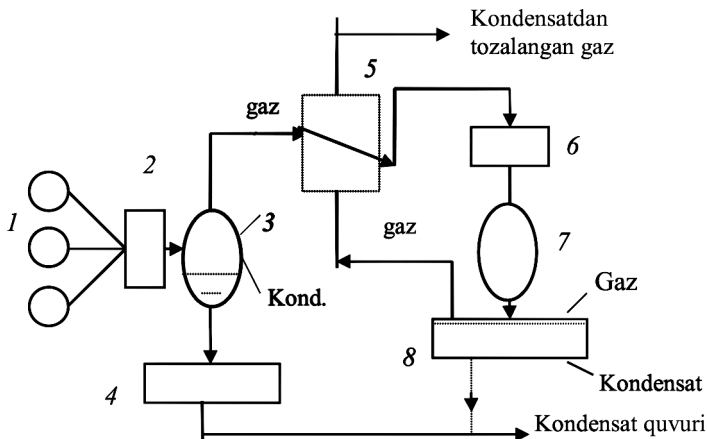 Kondensatdan
tozalangan gaz
5
gaz
6
2
1
3
gaz
7
Kond.
Gaz
8
4
Kondensat
Kondensat quvuri